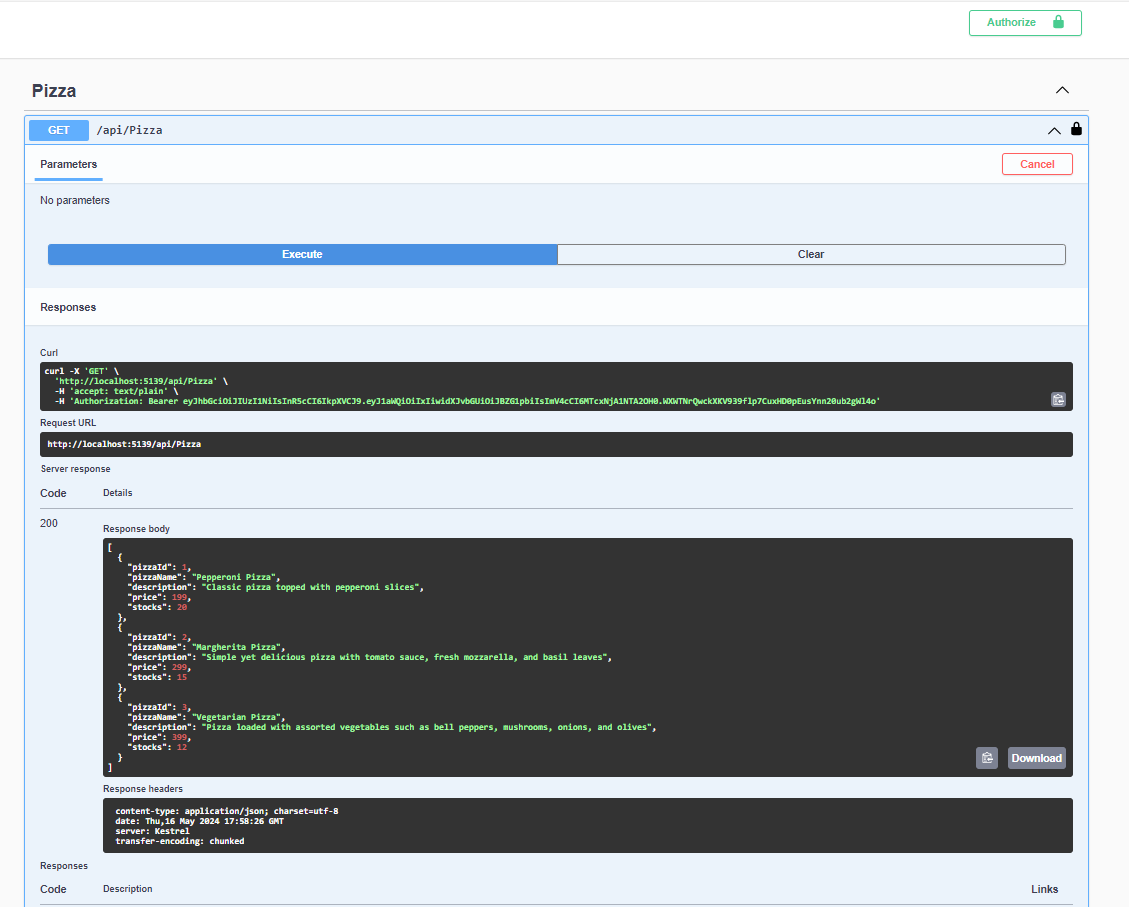 Authorize
Pizza
GET /api/Pizza
Parameters
Cancel
No parameters
Execute
Clear
Responses
Curl
curl -X 'GET' \
'http://localhost:5139/api/Pizza' \
-H 'accept: text/plain' \
-H 'Authorization: Bearer
Request URL
http://localhost:5139/api/Pizza
Server response
Code Details
200
Response body
[
{
"pizzaId": 1,
"pizzaName": "Pepperoni Pizza",
"description": "Classic pizza topped with pepperoni slices",
"price": 199,
"stocks": 20
},
{
"pizzaId": 2,
"pizzaName": "Margherita Pizza",
"description": "Simple yet delicious pizza with tomato sauce, fresh mozzarella, and basil leaves",
"price": 299,
"stocks": 15
},
{
"pizzaId": 3,
"pizzaName": "Vegetarian Pizza",
"description": "Pizza loaded with assorted vegetables such as bell peppers, mushrooms, onions, and olives",
"price": 399,
"stocks": 12
}
]
Download
Response headers
content-type: application/json; charset=utf-8
date: Thu,16 May 2024 17:58:26 GMT
server: Kestrel
transfer-encoding: chunked
Responses
Code Description Links